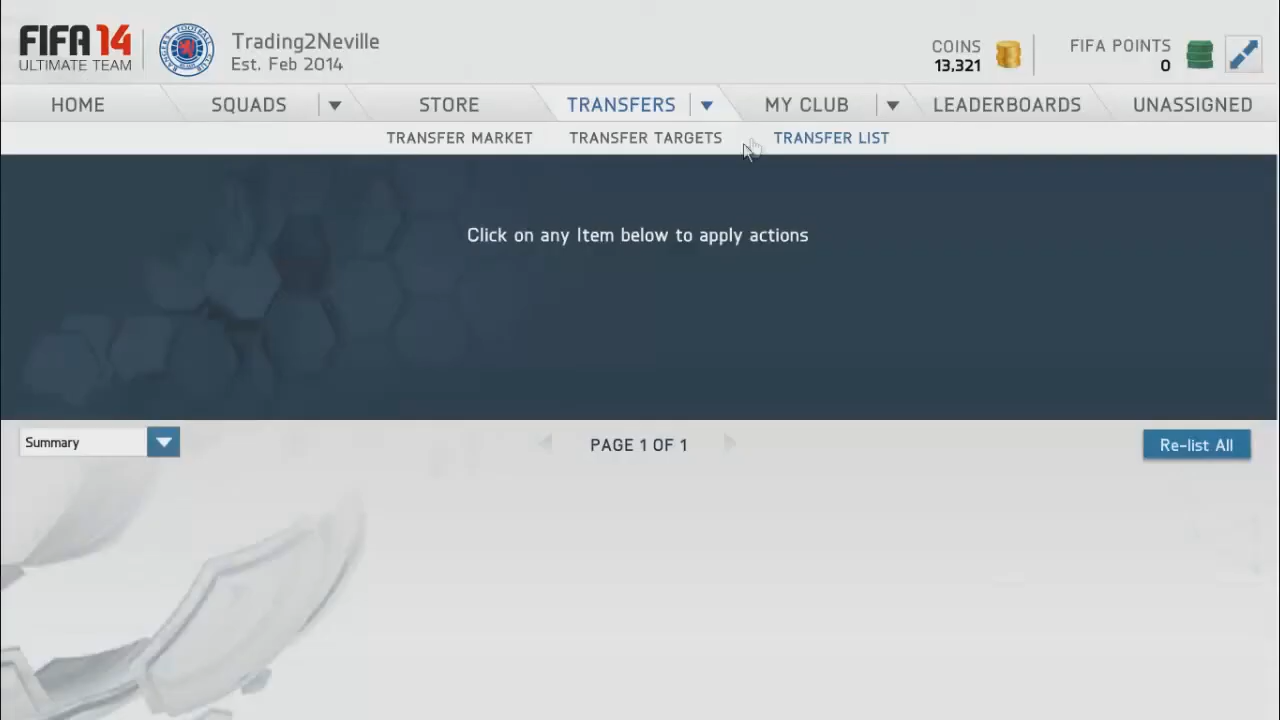 FIFA 14
ULTIMATE TEAM
Trading2Neville
Est. Feb 2014
COINS
13,321
FIFA POINTS
0
HOME
SQUADS
STORE
TRANSFERS
MY CLUB
LEADERBOARDS
UNASSIGNED
TRANSFER MARKET
TRANSFER TARGETS
TRANSFER LIST
Click on any Item below to apply actions
Summary
PAGE 1 OF 1
Re-list All